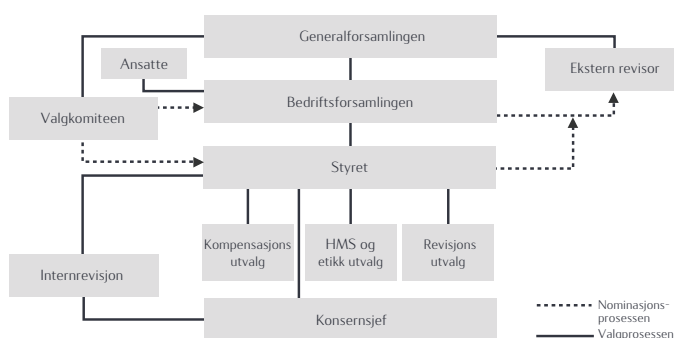 Generalforsamlingen
Ansatte
Ekstern revisor
Bedriftsforsamlingen
Valgkomiteen
Styret
Kompensasjons
utvalg
HMS og
etikk utvalg
Revisjons
utvalg
Internrevisjon
Konsernsjef
Nominasjons-
prosessen
Valgprosessen